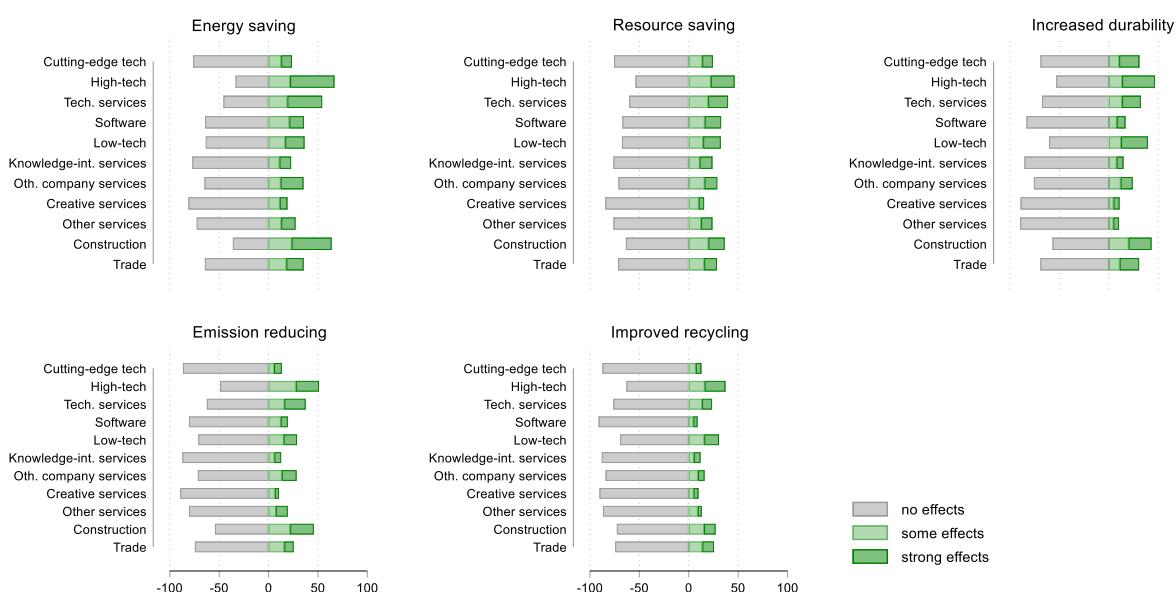 Energy saving
Cutting-edge tech
High-tech
Tech. services
Software
Low-tech
Knowledge-int. services
Oth. company services
Creative services
Other services
Construction
Trade
Resource saving
Cutting-edge tech
High-tech
Tech. services
Software
Low-tech
Knowledge-int. services
Oth. company services
Creative services
Other services
Construction
Trade
Increased durability
Cutting-edge tech
High-tech
Tech. services
Software
Low-tech
Knowledge-int. services
Oth. company services
Creative services
Other services
Construction
Trade
Emission reducing
Cutting-edge tech
High-tech
Tech. services
Software
Low-tech
Knowledge-int. services
Oth. company services
Creative services
Other services
Construction
Trade
-100 -50 0 50 100
Improved recycling
Cutting-edge tech
High-tech
Tech. services
Software
Low-tech
Knowledge-int. services
Oth. company services
Creative services
Other services
Construction
Trade
-100 -50 0 50 100
no effects
some effects
strong effects